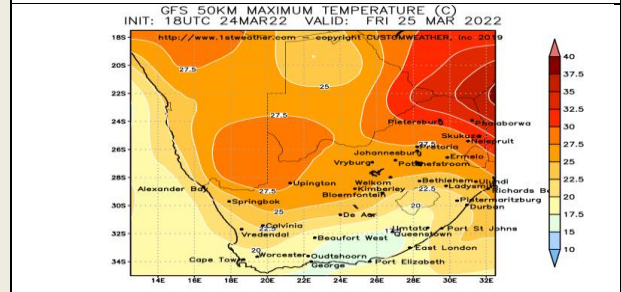 GFS 50KM MAXIMUM TEMPERATURE (C)
INIT: 18UTC 24MAR22 VALID: FRI 25 MAR 2022
http://www.1stweather.com — copyright CUSTOMWEATHER, Inc 2019
18S
20S
22S
24S
26S
28S
30S
32S
34S
14E 16E 18E 20E 22E 24E 26E 28E 30E 32E
40
37.5
35
32.5
30
27.5
25
22.5
20
17.5
15
10
27.5
25
27.5
Pietersburg
Phalaborwa
Skukuza
Nelspruit
27.5
Pretoria
Johannesburg
Ermelo
Vryburg
Potchefstroom
Alexander Bay
27.5
Upington
Welkom
Kimberley
Bethlehem
Ulundi
22.5
Ladysmith
Richards B
Bloemfontein
Springbok
20
Pietermaritzburg
Durban
25
De Aar
Calvinia
22.5
Vredendal
Beaufort West
Umtata
Port St Johns
Queenstown
20
East London
Cape Town
Worcester
Oudtshoorn
George
Port Elizabeth